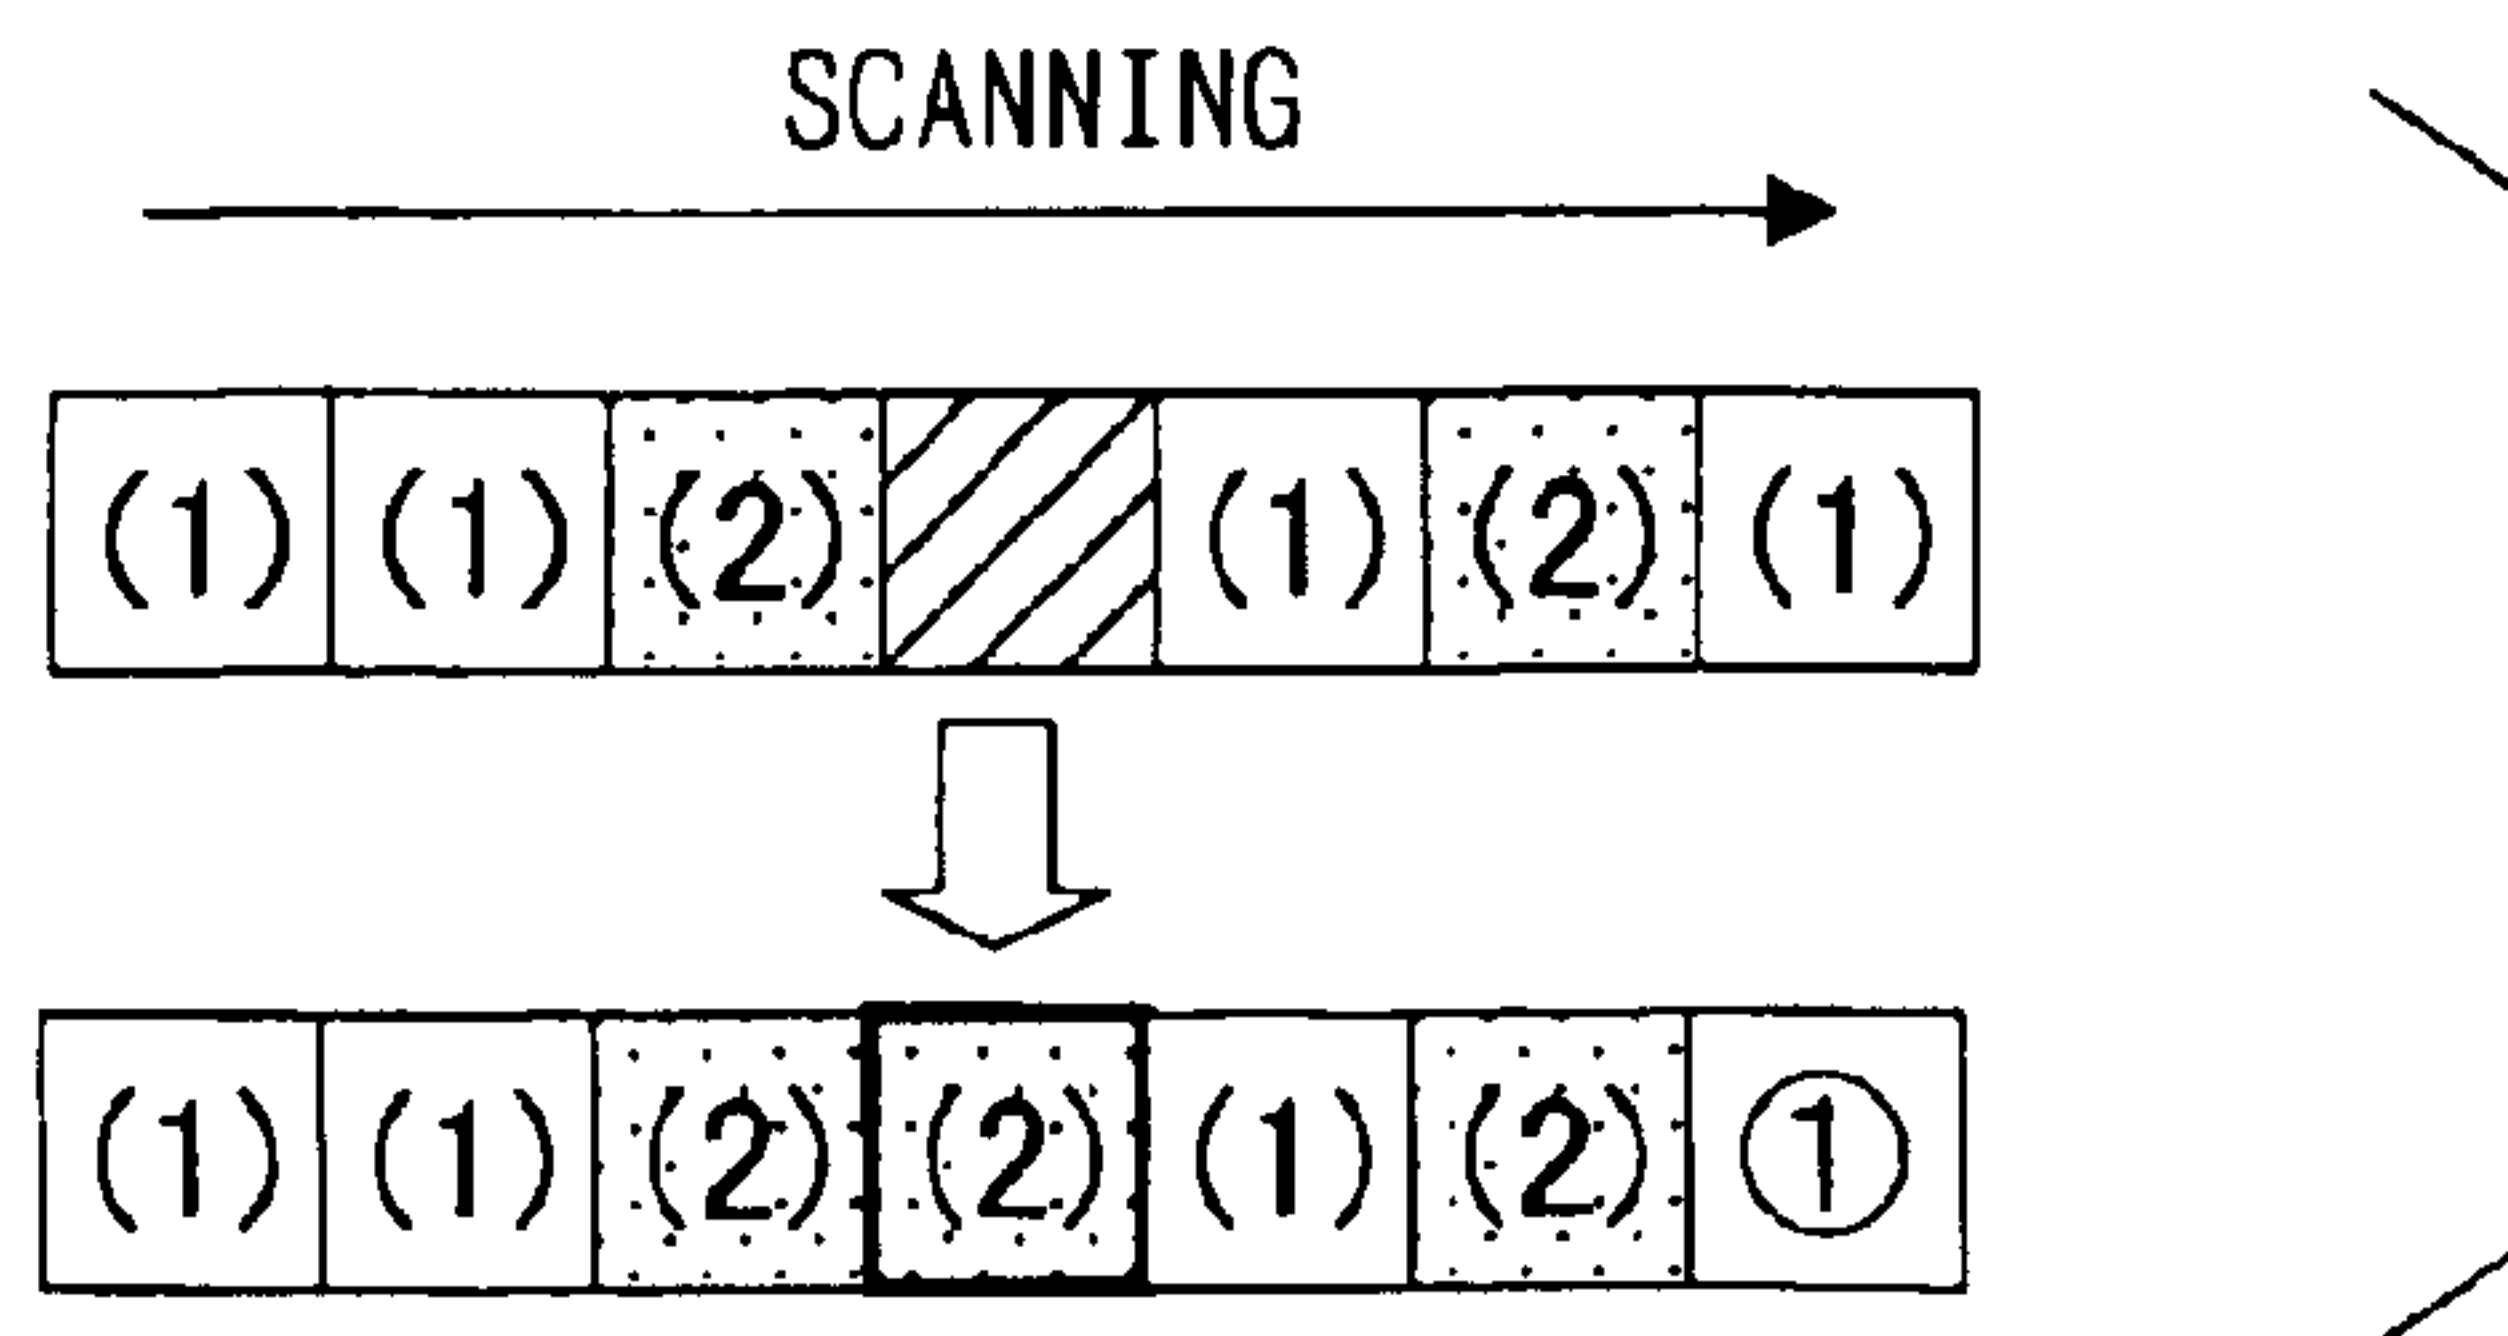 SCANNING
(1) (1) (2) (1) (2) (1)
(1) (1) (2) (2) (1) (2) ①